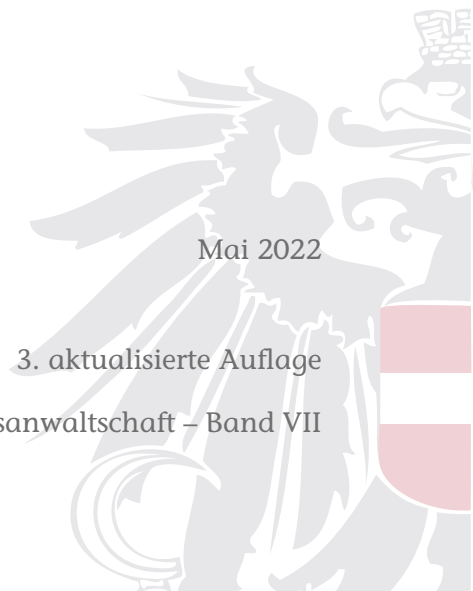 Mai 2022
3. aktualisierte Auflage
sanwaltschaft – Band VII